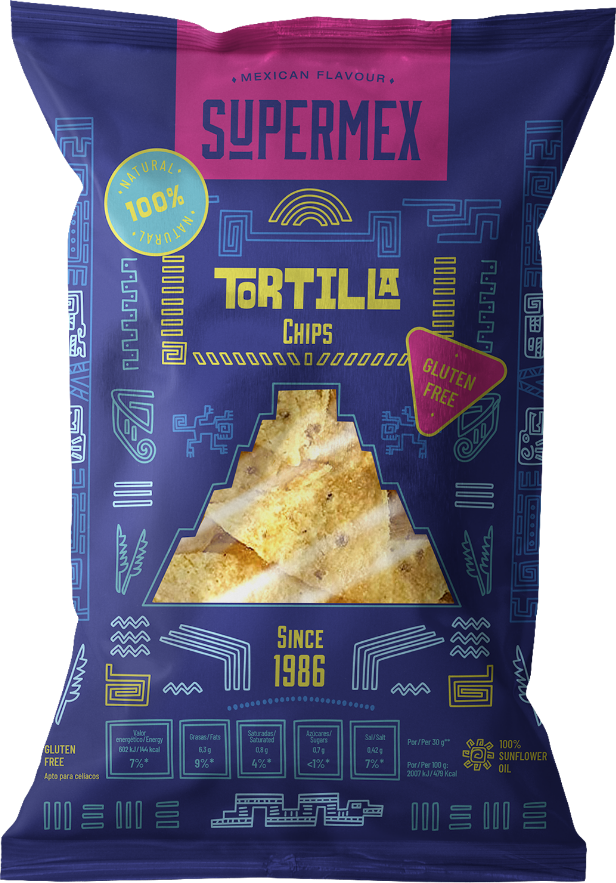 MEXICAN FLAVOUR
SUPERMEX
NATURAL
100%
NATURAL
TORTILLA
CHIPS
GLUTEN
FREE
SINCE
1986
GLUTEN
FREE
Apto para celíacos
Valor
energético/Energy
602 kJ/144 kcal
7%*
Grasas/Fats
6,3 g
9%*
Saturadas/
Saturated
0,8 g
4%*
Azúcares/
Sugars
0,7 g
<1%*
Sal/Salt
0,42 g
7%*
Por/Per 30 g**
Por/Per 100 g:
2007 kJ/479 Kcal
100%
SUNFLOWER
OIL